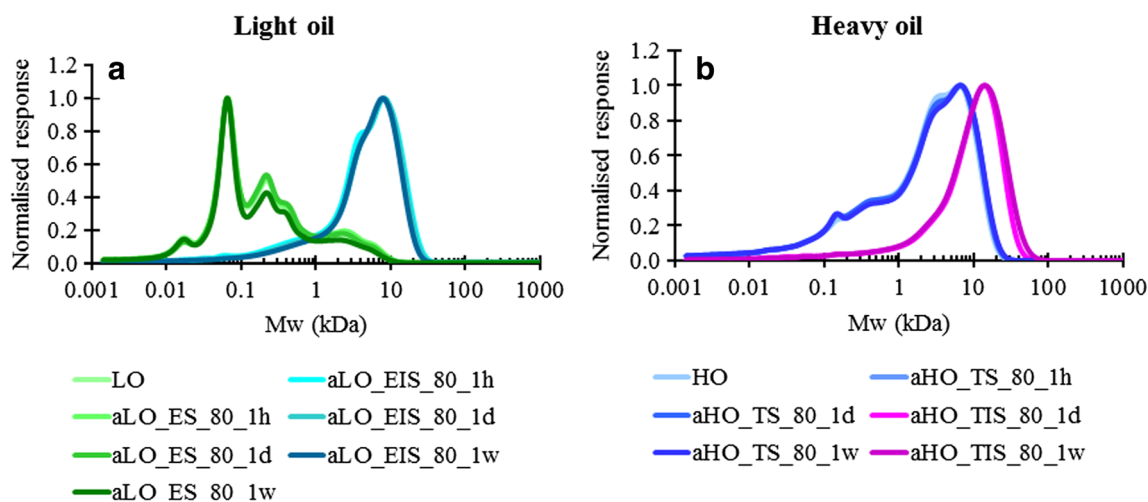 Light oil
Heavy oil
a
1.2
1.0
0.8
0.6
0.4
0.2
0.0
Normalised response
0.001 0.01 0.1 1 10 100 1000
Mw (kDa)
LO
aLO_EIS_80_1h
aLO_ES_80_1h
aLO_EIS_80_1d
aLO_ES_80_1d
aLO_EIS_80_1w
aLO_ES_80_1w
b
1.2
1.0
0.8
0.6
0.4
0.2
0.0
Normalised response
0.001 0.01 0.1 1 10 100 1000
Mw (kDa)
HO
aHO_TS_80_1h
aHO_TS_80_1d
aHO_TIS_80_1d
aHO_TS_80_1w
aHO_TIS_80_1w